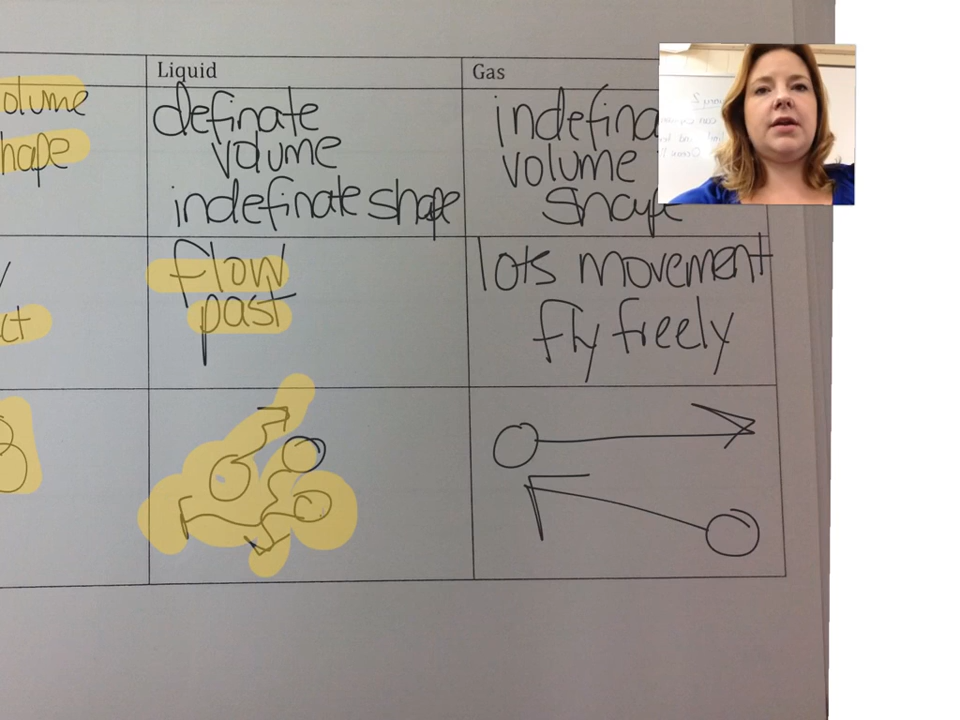 Liquid
Gas
olume
hape
definate
volume
indefinate shape
indefina
volume
shape
y
ct
flow
past
lots movement
fly freely